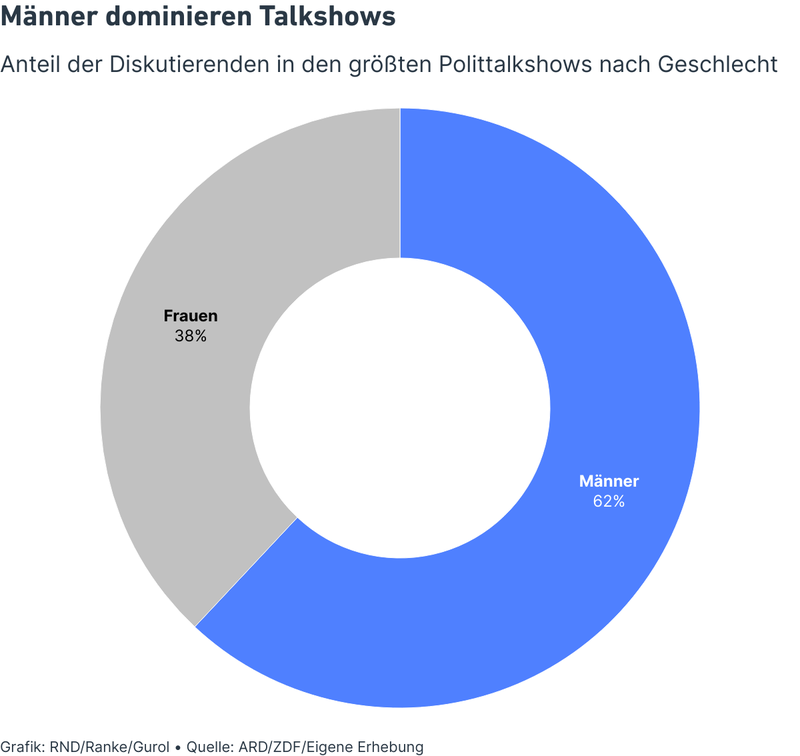 Männer dominieren Talkshows
Anteil der Diskutierenden in den größten Polittalkshows nach Geschlecht
Frauen
38%
Männer
62%
Grafik: RND/Ranke/Gurol • Quelle: ARD/ZDF/Eigene Erhebung